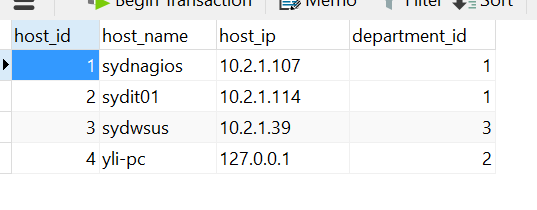 Begin Transaction Memo Filter Sort
host_id host_name host_ip department_id
1 sydnagios 10.2.1.107 1
2 sydit01 10.2.1.114 1
3 sydwsus 10.2.1.39 3
4 yli-pc 127.0.0.1 2